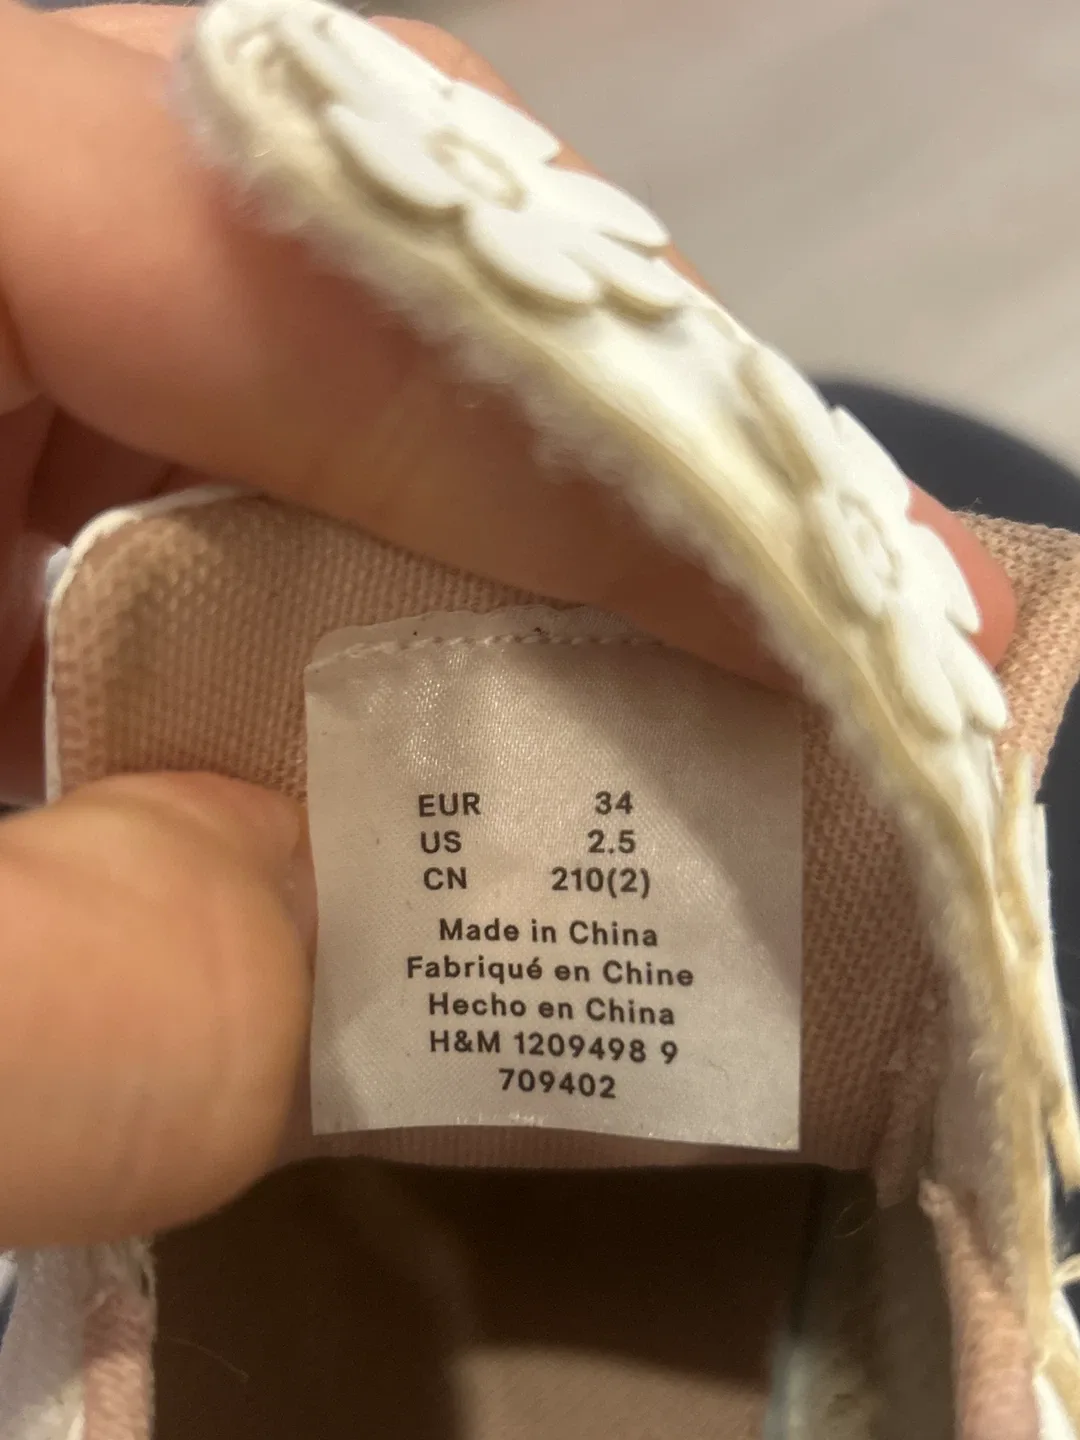 EUR 34
US 2.5
CN 210(2)
Made in China
Fabriqué en Chine
Hecho en China
H&M 1209498 9
709402